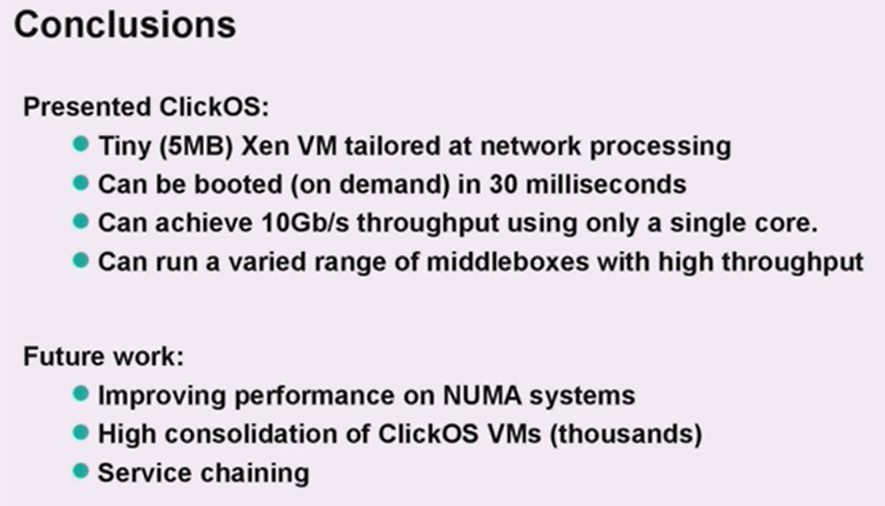 Conclusions
Presented ClickOS:
Tiny (5MB) Xen VM tailored at network processing
Can be booted (on demand) in 30 milliseconds
Can achieve 10Gb/s throughput using only a single core.
Can run a varied range of middleboxes with high throughput
Future work:
Improving performance on NUMA systems
High consolidation of ClickOS VMs (thousands)
Service chaining